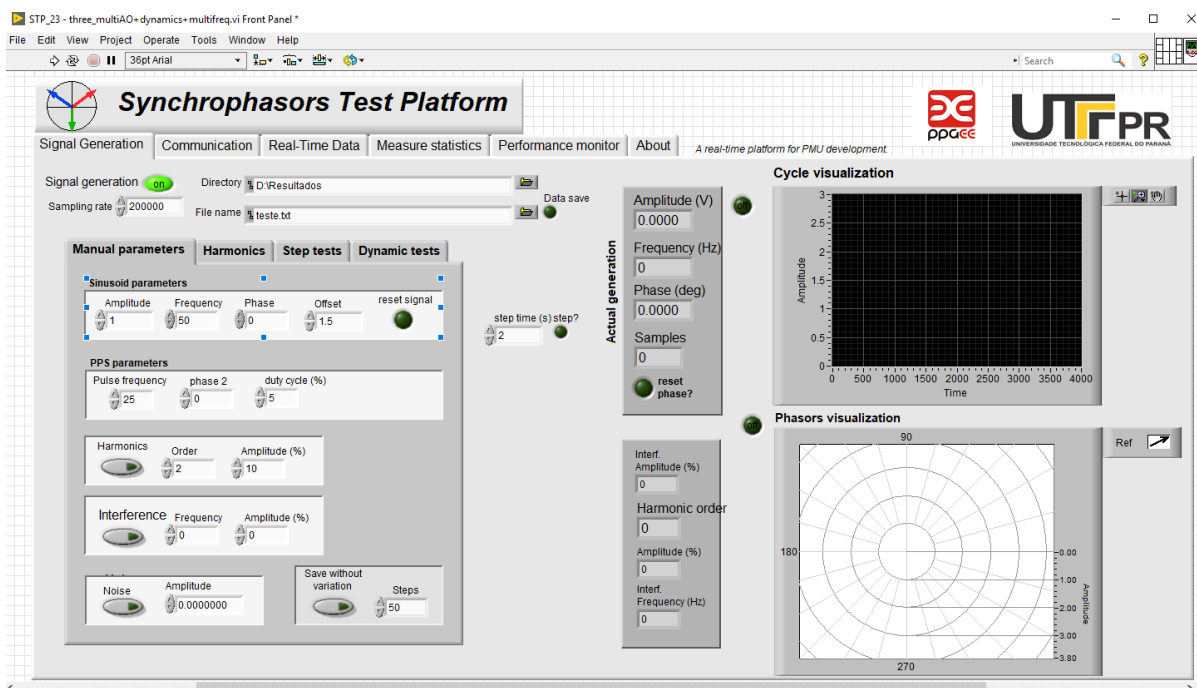 STP_23 - three_multiAO+dynamics+multifreq.vi Front Panel *
File Edit View Project Operate Tools Window Help
36pt Arial
Search
Synchrophasors Test Platform
ppgee
UTFPR
UNIVERSIDADE TECNOLÓGICA FEDERAL DO PARANÁ
Signal Generation Communication Real-Time Data Measure statistics Performance monitor About
A real-time platform for PMU development.
Signal generation on
Sampling rate 200000
Directory D:\Resultados
File name teste.txt
Data save
Manual parameters Harmonics Step tests Dynamic tests
Sinusoid parameters
Amplitude Frequency Phase Offset reset signal
1 50 0 1.5
PPS parameters
Pulse frequency phase 2 duty cycle (%)
25 0 5
Harmonics Order Amplitude (%)
2 10
Interference Frequency Amplitude (%)
0 0
Noise Amplitude
0.0000000
Save without
variation
Steps
50
step time (s) step?
2
Actual generation
Amplitude (V)
0.0000
Frequency (Hz)
0
Phase (deg)
0.0000
Samples
0
reset
phase?
off
Interf.
Amplitude (%)
0
Harmonic order
0
Amplitude (%)
0
Interf.
Frequency (Hz)
0
Cycle visualization
Amplitude
3
2.5
2
1.5
1
0.5
0
0 500 1000 1500 2000 2500 3000 3500 4000
Time
off
Phasors visualization
Ref
90
180
270
0.00
1.00
2.00
3.00
3.80
Amplitude